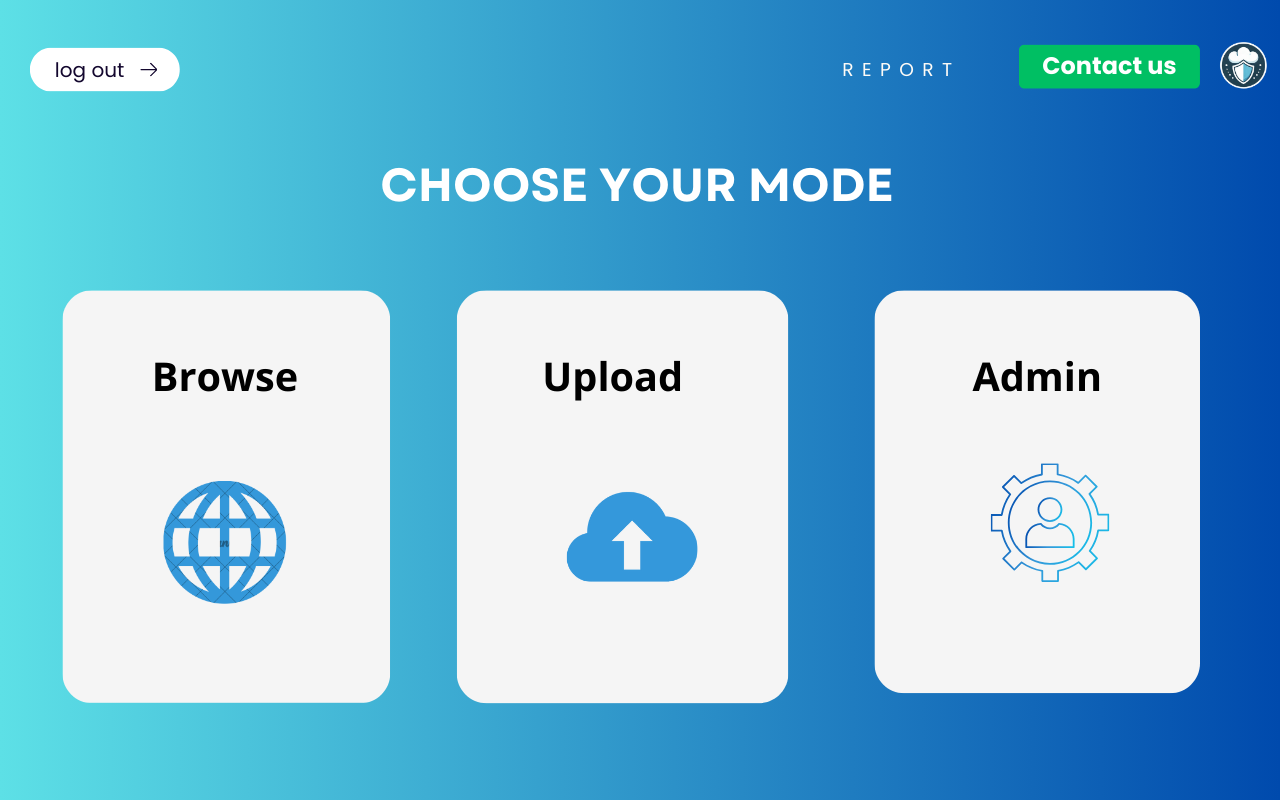 log out
REPORT
Contact us
CHOOSE YOUR MODE
Browse
Upload
Admin